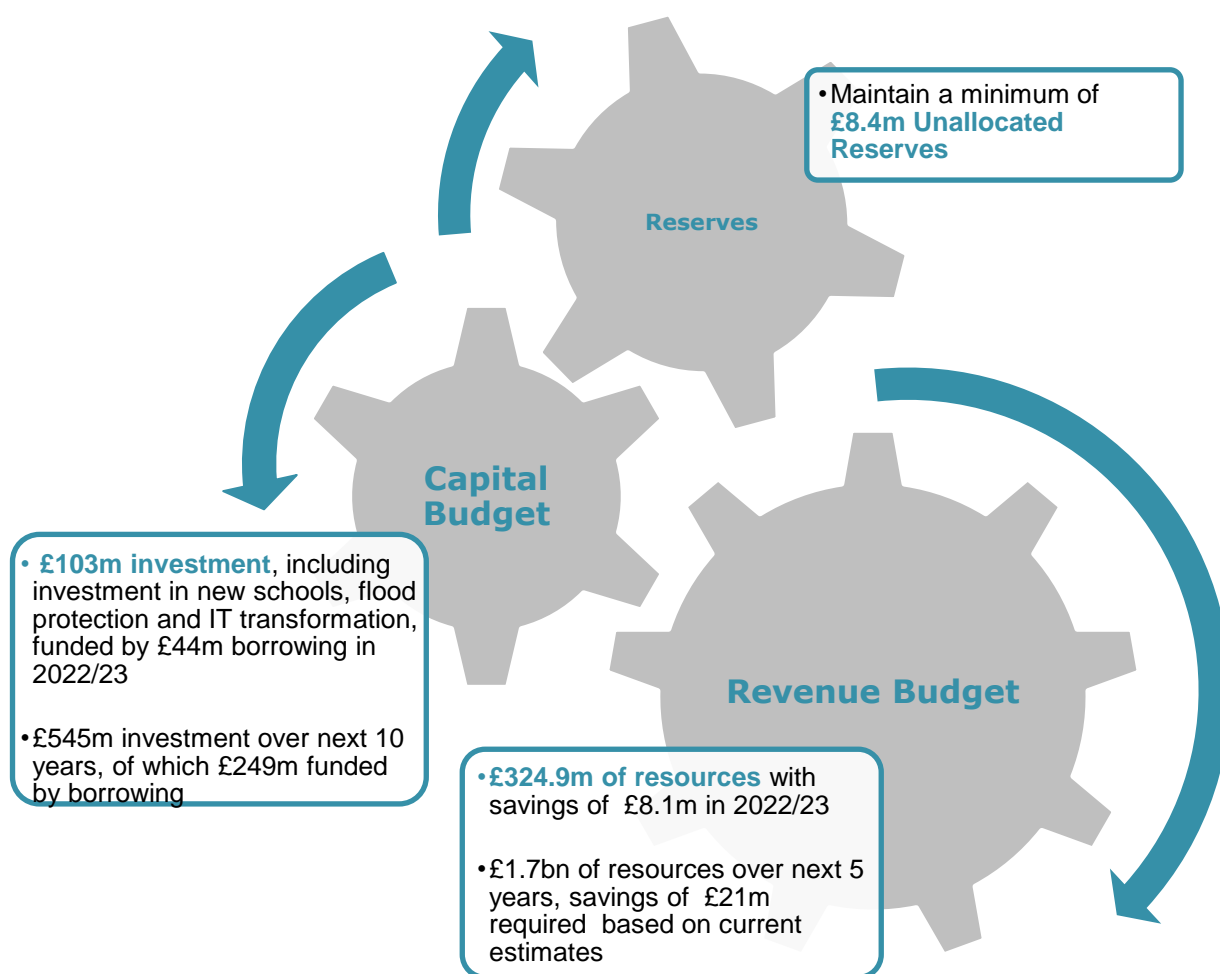 •Maintain a minimum of
£8.4m Unallocated
Reserves
Reserves
Capital
Budget
• £103m investment, including
investment in new schools, flood
protection and IT transformation,
funded by £44m borrowing in
2022/23
•£545m investment over next 10
years, of which £249m funded
by borrowing
Revenue Budget
•£324.9m of resources with
savings of £8.1m in 2022/23
•£1.7bn of resources over next 5
years, savings of £21m
required based on current
estimates